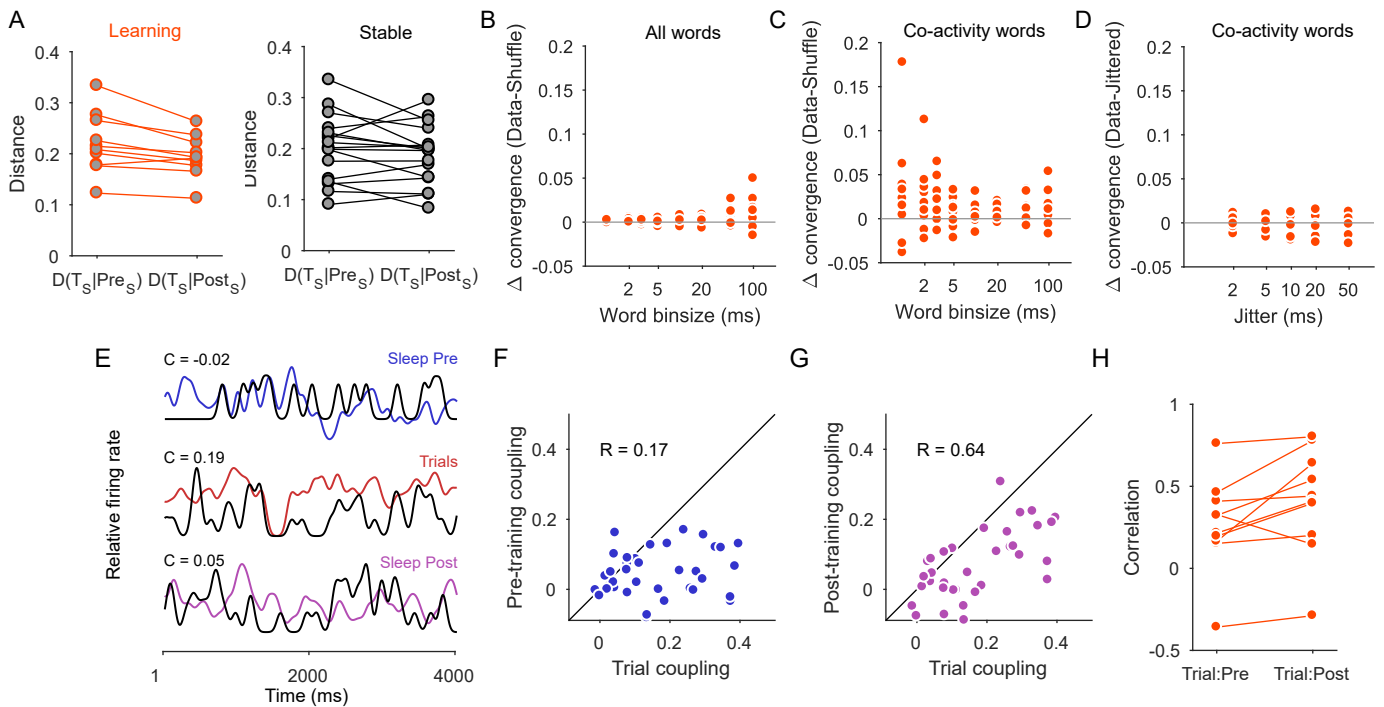 A
Learning
Distance
0.4
0.3
0.2
0.1
0
D(T_S|Pre_S) D(T_S|Post_S)
Stable
Distance
0.4
0.3
0.2
0.1
0
D(T_S|Pre_S) D(T_S|Post_S)
B
All words
Δ convergence (Data-Shuffle)
0.2
0.15
0.1
0.05
0
-0.05
2 5 20 100
Word binsize (ms)
C
Co-activity words
Δ convergence (Data-Shuffle)
0.2
0.15
0.1
0.05
0
-0.05
2 5 20 100
Word binsize (ms)
D
Co-activity words
Δ convergence (Data-Jittered)
0.2
0.15
0.1
0.05
0
-0.05
2 5 10 20 50
Jitter (ms)
E
Relative firing rate
C = -0.02
Sleep Pre
C = 0.19
Trials
C = 0.05
Sleep Post
1 2000 4000
Time (ms)
F
Pre-training coupling
R = 0.17
0.4
0.2
0
0 0.2 0.4
Trial coupling
G
Post-training coupling
R = 0.64
0.4
0.2
0
0 0.2 0.4
Trial coupling
H
Correlation
1
0.5
0
-0.5
Trial:Pre Trial:Post